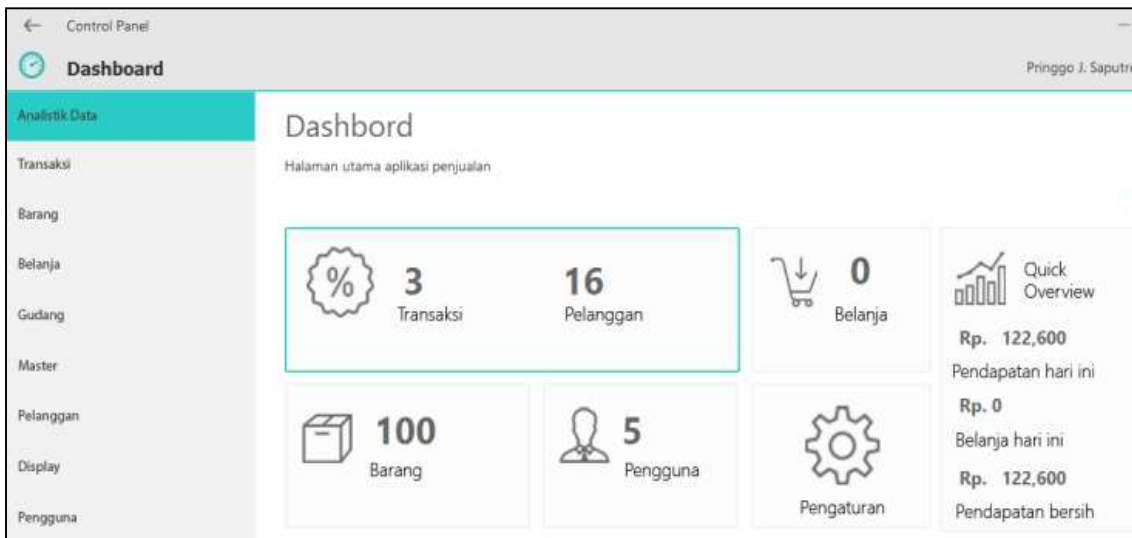 Control Panel
Dashboard
Pringgo J. Saputr
Analistik Data
Transaksi
Barang
Belanja
Gudang
Master
Pelanggan
Display
Pengguna
Dashbord
Halaman utama aplikasi penjualan
%
3
Transaksi
16
Pelanggan
0
Belanja
100
Barang
5
Pengguna
Pengaturan
Quick
Overview
Rp. 122,600
Pendapatan hari ini
Rp. 0
Belanja hari ini
Rp. 122,600
Pendapatan bersih